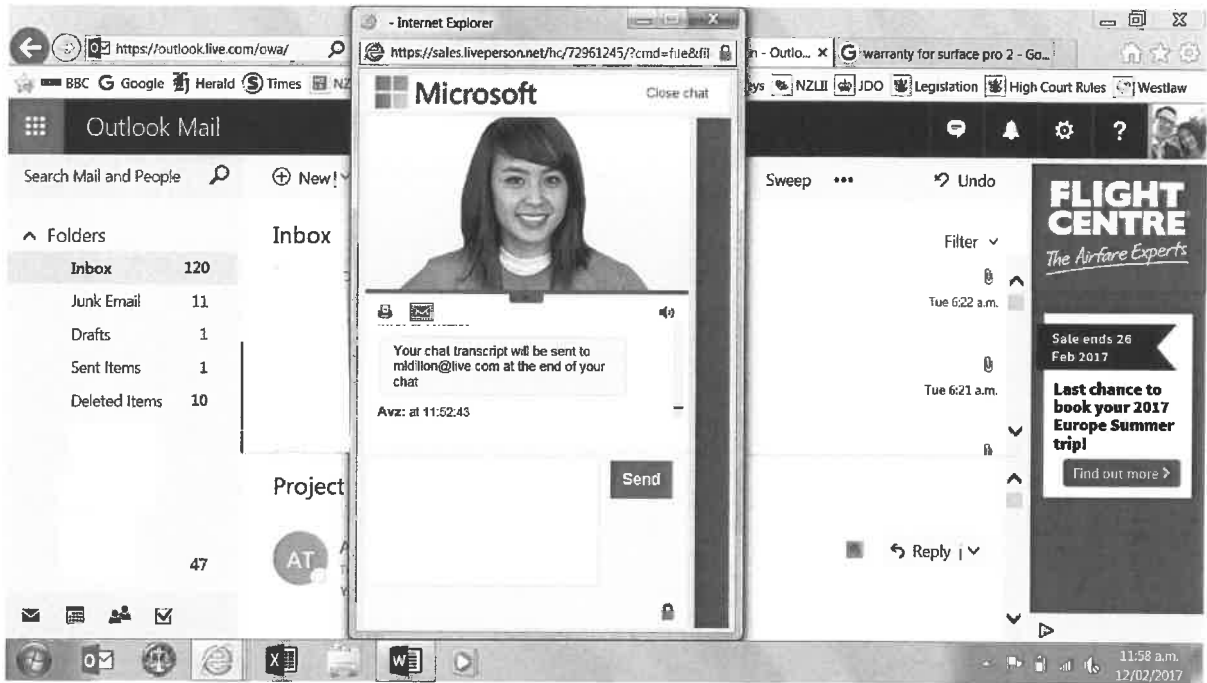 - Internet Explorer
https://outlook.live.com/owa/
https://sales.liveperson.net/hc/72961245/?cmd=file&fil
n - Outlo...
G warranty for surface pro 2 - Go...
BBC G Google Herald Times NZ
ys NZLII JDO Legislation High Court Rules Westlaw
Microsoft
Close chat
Outlook Mail
?
Search Mail and People
New
Sweep
Undo
Folders
Inbox
Filter
Inbox 120
Junk Email 11
Tue 6:22 a.m.
Drafts 1
Sent Items 1
Deleted Items 10
Tue 6:21 a.m.
Your chat transcript will be sent to
mldillon@live com at the end of your
chat
Avz: at 11:52:43
Send
Project
AT
47
Reply
FLIGHT
CENTRE
The Airfare Experts
Sale ends 26
Feb 2017
Last chance to
book your 2017
Europe Summer
trip!
Find out more >
11:58 a.m.
12/02/2017